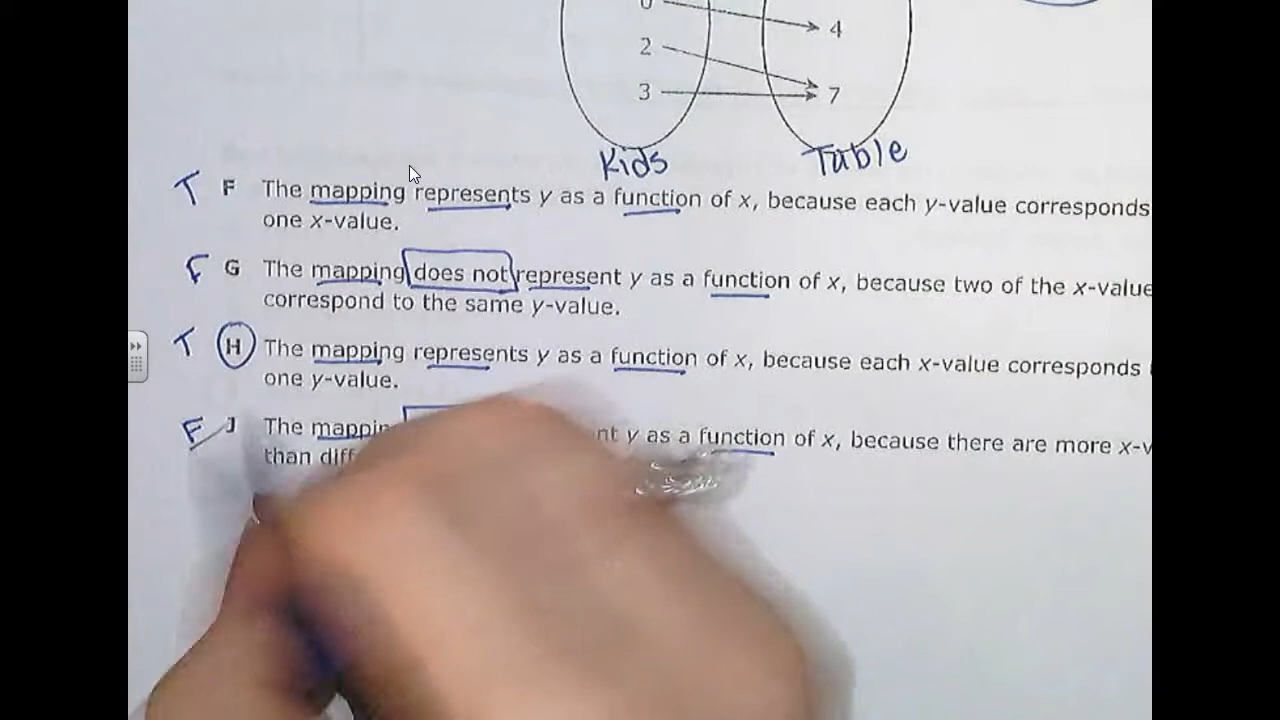 4
2
3
7
Kids
Table
T F The mapping represents y as a function of x, because each y-value corresponds
one x-value.
F G The mapping does not represent y as a function of x, because two of the x-value
correspond to the same y-value.
T H The mapping represents y as a function of x, because each x-value corresponds
one y-value.
F J The mappin nt y as a function of x, because there are more x-v
than diff